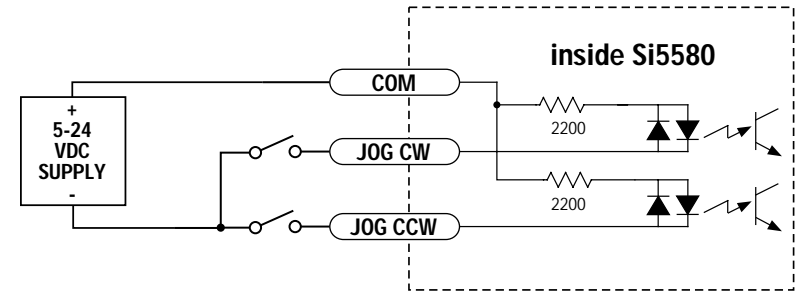 inside Si5580
COM
+
5-24
VDC
SUPPLY
-
2200
JOG CW
2200
JOG CCW